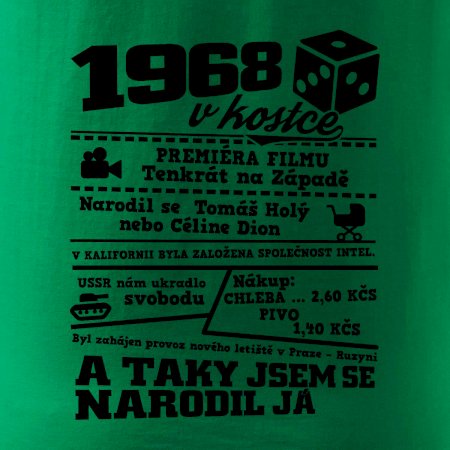 1968
v kostce
PREMIÉRA FILMU
Tenkrát na Západě
Narodil se Tomáš Holý
nebo Céline Dion
V KALIFORNII BYLA ZALOŽENA SPOLEČNOST INTEL.
USSR nám ukradlo
svobodu
Nákup:
CHLEBA ... 2,60 KČS
PIVO
1,40 KČS
Byl zahájen provoz nového letiště v Praze - Ruzyni
A TAKY JSEM SE
NARODIL JÁ